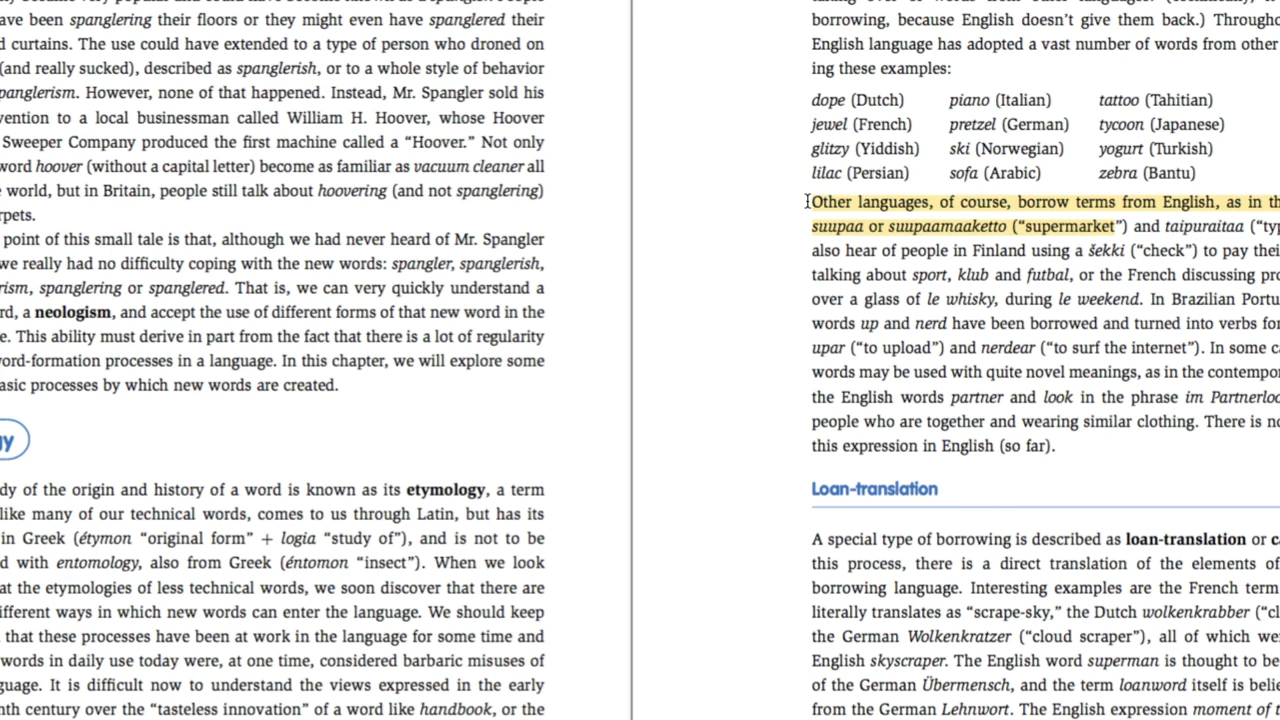 ave been spanglering their floors or they might even have spanglered their
d curtains. The use could have extended to a type of person who droned on
(and really sucked), described as spanglerish, or to a whole style of behavior
panglerism. However, none of that happened. Instead, Mr. Spangler sold his
vention to a local businessman called William H. Hoover, whose Hoover
Sweeper Company produced the first machine called a “Hoover.” Not only
word hoover (without a capital letter) become as familiar as vacuum cleaner all
e world, but in Britain, people still talk about hoovering (and not spanglering)
rpets.
point of this small tale is that, although we had never heard of Mr. Spangler
we really had no difficulty coping with the new words: spangler, spanglerish,
rism, spanglering or spanglered. That is, we can very quickly understand a
rd, a neologism, and accept the use of different forms of that new word in the
e. This ability must derive in part from the fact that there is a lot of regularity
vord-formation processes in a language. In this chapter, we will explore some
asic processes by which new words are created.
gy
dy of the origin and history of a word is known as its etymology, a term
like many of our technical words, comes to us through Latin, but has its
in Greek (étymon “original form” + logia “study of”), and is not to be
d with entomology, also from Greek (éntomon “insect”). When we look
at the etymologies of less technical words, we soon discover that there are
ifferent ways in which new words can enter the language. We should keep
that these processes have been at work in the language for some time and
words in daily use today were, at one time, considered barbaric misuses of
guage. It is difficult now to understand the views expressed in the early
nth century over the “tasteless innovation” of a word like handbook, or the
borrowing, because English doesn’t give them back.) Througho
English language has adopted a vast number of words from other
ing these examples:
dope (Dutch) piano (Italian) tattoo (Tahitian)
jewel (French) pretzel (German) tycoon (Japanese)
glitzy (Yiddish) ski (Norwegian) yogurt (Turkish)
lilac (Persian) sofa (Arabic) zebra (Bantu)
Other languages, of course, borrow terms from English, as in th
suupaa or suupaamaaketto (“supermarket”) and taipuraitaa (“typ
also hear of people in Finland using a šekki (“check”) to pay thei
talking about sport, klub and futbal, or the French discussing pro
over a glass of le whisky, during le weekend. In Brazilian Portu
words up and nerd have been borrowed and turned into verbs for
upar (“to upload”) and nerdear (“to surf the internet”). In some ca
words may be used with quite novel meanings, as in the contempor
the English words partner and look in the phrase im Partnerloo
people who are together and wearing similar clothing. There is no
this expression in English (so far).
Loan-translation
A special type of borrowing is described as loan-translation or ca
this process, there is a direct translation of the elements of
borrowing language. Interesting examples are the French term
literally translates as “scrape-sky,” the Dutch wolkenkrabber (“cl
the German Wolkenkratzer (“cloud scraper”), all of which we
English skyscraper. The English word superman is thought to be
of the German Übermensch, and the term loanword itself is belie
from the German Lehnwort. The English expression moment of t